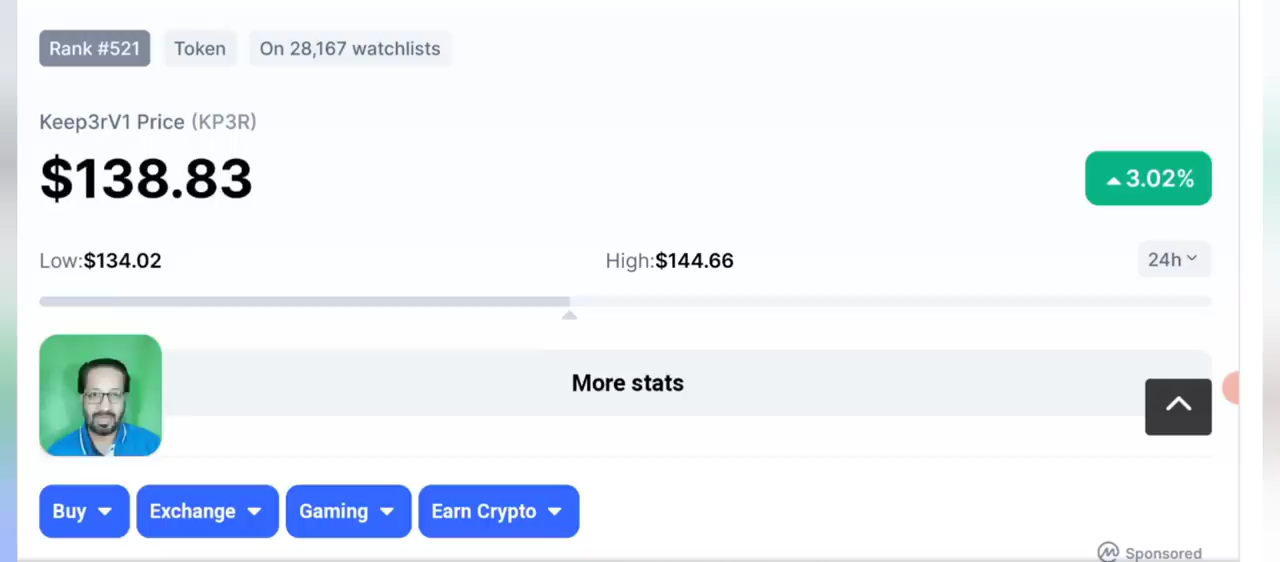 Rank #521 Token On 28,167 watchlists
Keep3rV1 Price (KP3R)
$138.83
3.02%
Low:$134.02 High:$144.66 24h
More stats
Buy Exchange Gaming Earn Crypto
Sponsored